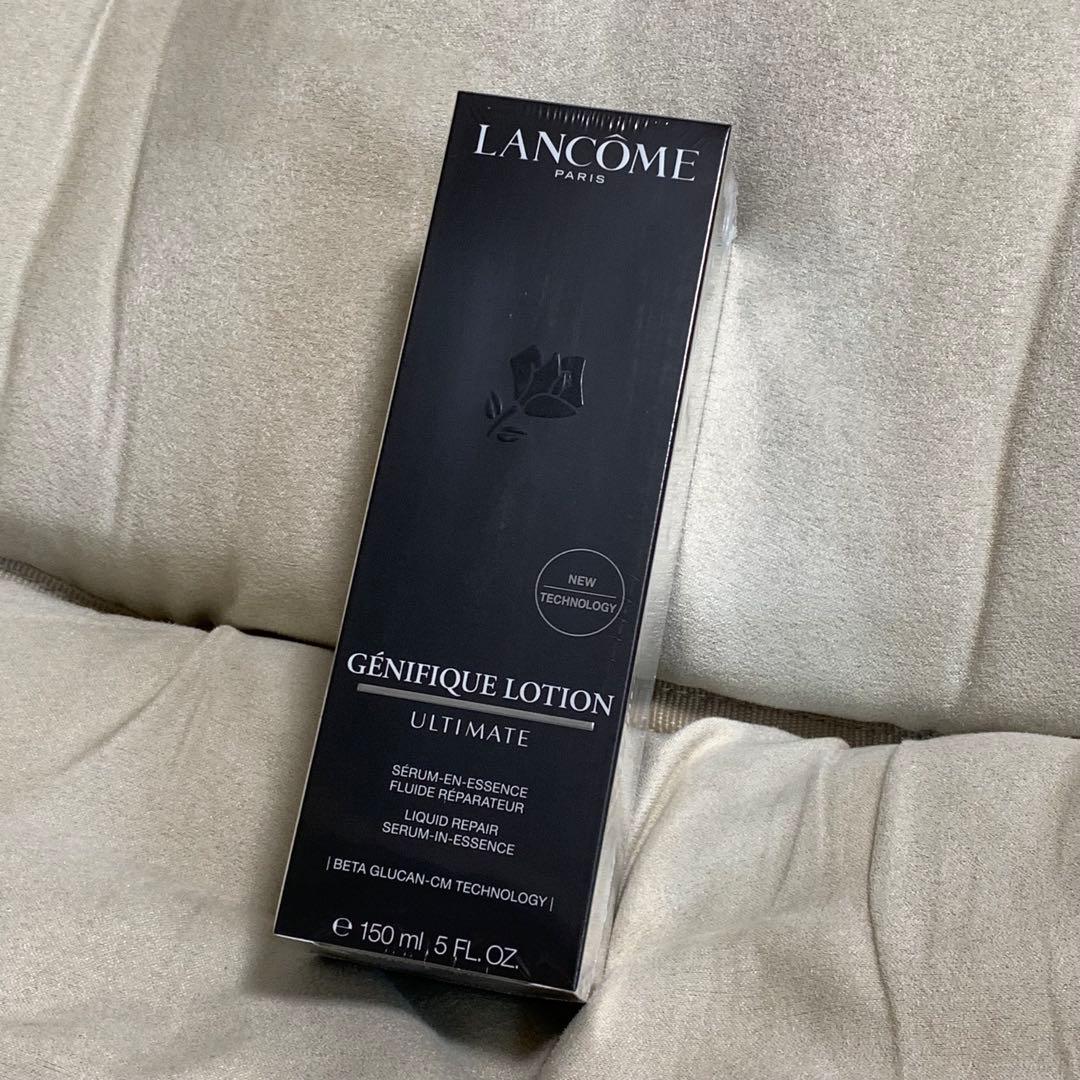 LANCÔME
PARIS
NEW
TECHNOLOGY
GÉNIFIQUE LOTION
ULTIMATE
SÉRUM-EN-ESSENCE
FLUIDE RÉPARATEUR
LIQUID REPAIR
SERUM-IN-ESSENCE
| BETA GLUCAN-CM TECHNOLOGY |
℮ 150 ml 5 FL. OZ.